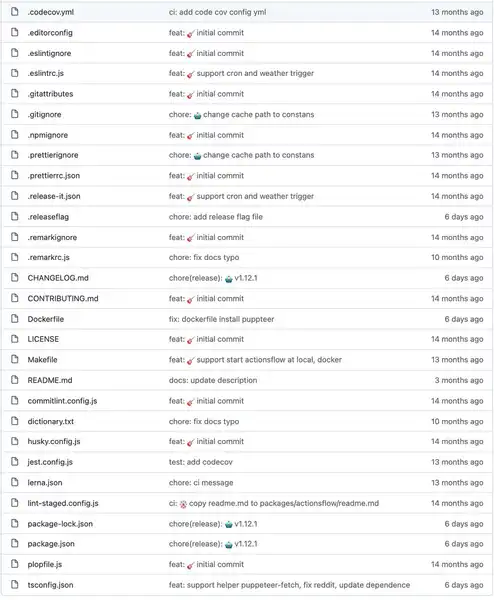 .codecov.yml ci: add code cov config yml 13 months ago
.editorconfig feat: 🎸 initial commit 14 months ago
.eslintignore feat: 🎸 initial commit 14 months ago
.eslintrc.js feat: 🎸 support cron and weather trigger 14 months ago
.gitattributes feat: 🎸 initial commit 14 months ago
.gitignore chore: 🤖 change cache path to constans 13 months ago
.npmignore feat: 🎸 initial commit 14 months ago
.prettierignore chore: 🤖 change cache path to constans 13 months ago
.prettierrc.json feat: 🎸 initial commit 14 months ago
.release-it.json feat: 🎸 support cron and weather trigger 14 months ago
.releaseflag chore: add release flag file 6 days ago
.remarkignore feat: 🎸 initial commit 14 months ago
.remarkrc.js chore: fix docs typo 10 months ago
CHANGELOG.md chore(release): 🤖 v1.12.1 6 days ago
CONTRIBUTING.md feat: 🎸 initial commit 14 months ago
Dockerfile fix: dockerfile install puppteer 6 days ago
LICENSE feat: 🎸 initial commit 14 months ago
Makefile feat: 🎸 support start actionsflow at local, docker 13 months ago
README.md docs: update description 3 months ago
commitlint.config.js feat: 🎸 initial commit 14 months ago
dictionary.txt chore: fix docs typo 10 months ago
husky.config.js feat: 🎸 initial commit 14 months ago
jest.config.js test: add codecov 13 months ago
lerna.json chore: ci message 13 months ago
lint-staged.config.js ci: 🎡 copy readme.md to packages/actionsflow/readme.md 14 months ago
package-lock.json chore(release): 🤖 v1.12.1 6 days ago
package.json chore(release): 🤖 v1.12.1 6 days ago
plopfile.js feat: 🎸 initial commit 14 months ago
tsconfig.json feat: support helper puppeteer-fetch, fix reddit, update dependence 6 days ago